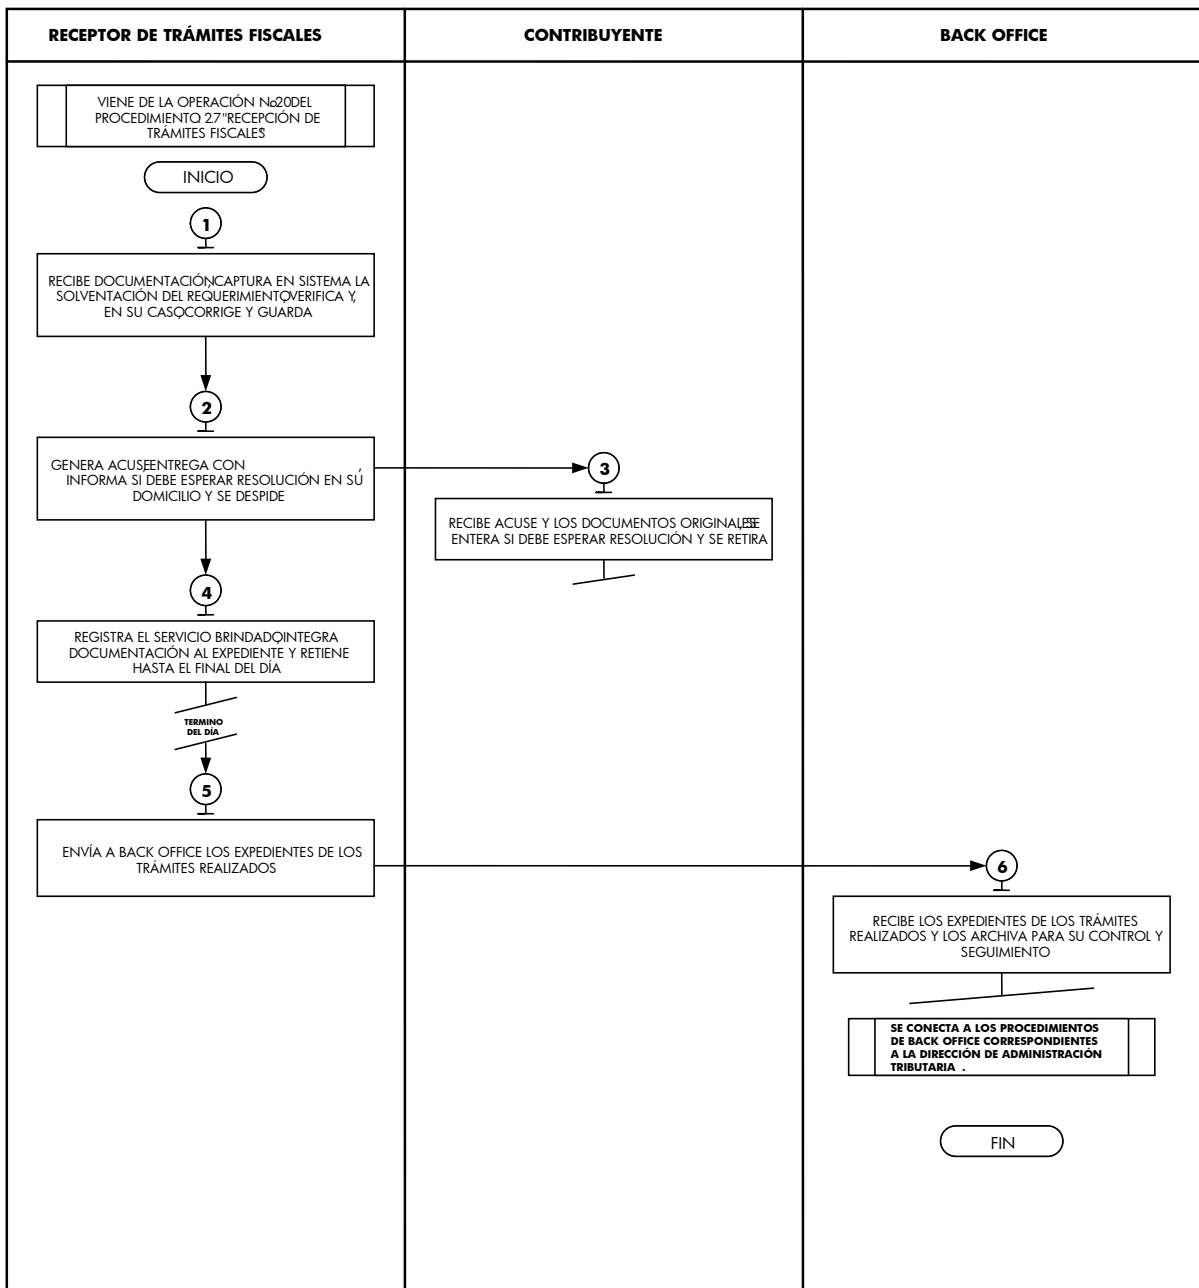 RECEPTOR DE TRÁMITES FISCALES
CONTRIBUYENTE
BACK OFFICE
VIENE DE LA OPERACIÓN No.20 DEL
PROCEDIMIENTO 2.7 "RECEPCIÓN DE
TRÁMITES FISCALES"
INICIO
1
RECIBE DOCUMENTACIÓN, CAPTURA EN SISTEMA LA
SOLVENTACIÓN DEL REQUERIMIENTO, VERIFICA Y,
EN SU CASO, CORRIGE Y GUARDA
2
GENERA ACUSE, ENTREGA CON
INFORMA SI DEBE ESPERAR RESOLUCIÓN EN SU
DOMICILIO Y SE DESPIDE
3
RECIBE ACUSE Y LOS DOCUMENTOS ORIGINALES, SE
ENTERA SI DEBE ESPERAR RESOLUCIÓN Y SE RETIRA
4
REGISTRA EL SERVICIO BRINDADO, INTEGRA
DOCUMENTACIÓN AL EXPEDIENTE Y RETIENE
HASTA EL FINAL DEL DÍA
TERMINO
DEL DÍA
5
ENVÍA A BACK OFFICE LOS EXPEDIENTES DE LOS
TRÁMITES REALIZADOS
6
RECIBE LOS EXPEDIENTES DE LOS TRÁMITES
REALIZADOS Y LOS ARCHIVA PARA SU CONTROL Y
SEGUIMIENTO
SE CONECTA A LOS PROCEDIMIENTOS
DE BACK OFFICE CORRESPONDIENTES
A LA DIRECCIÓN DE ADMINISTRACIÓN
TRIBUTARIA .
FIN